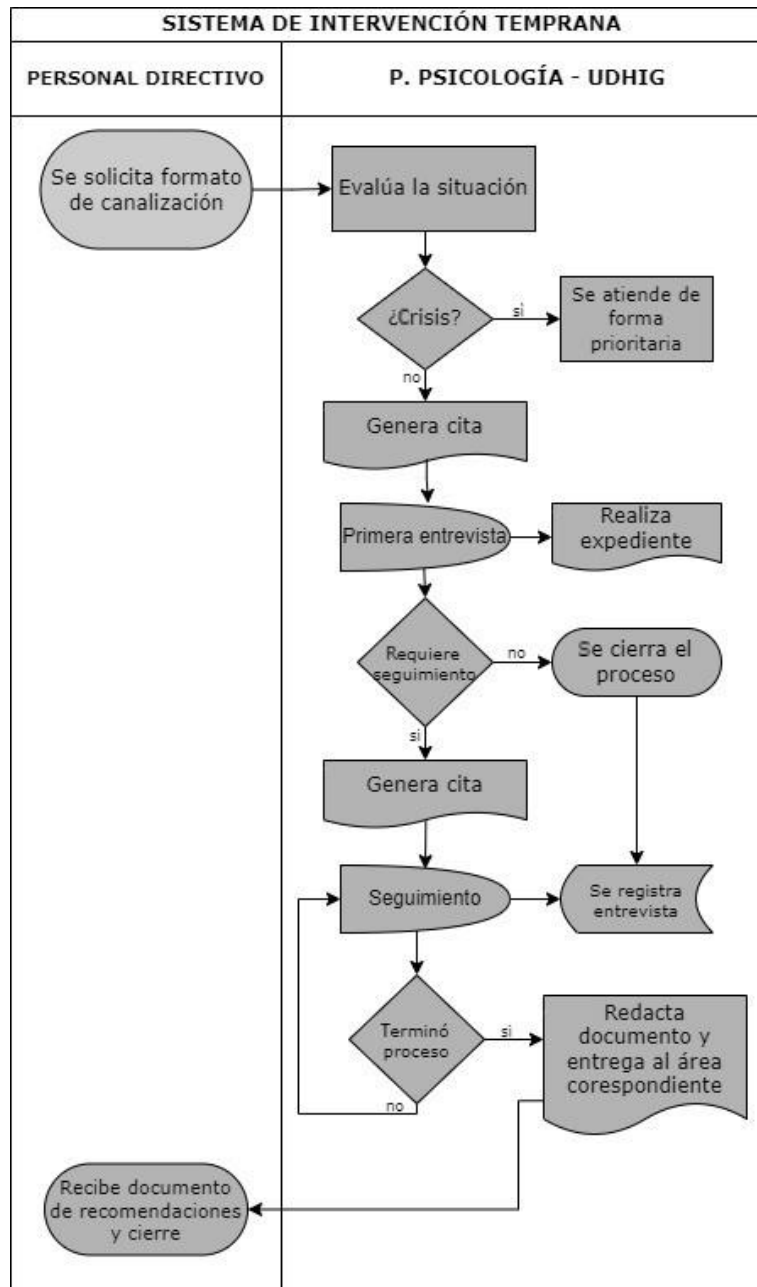 SISTEMA DE INTERVENCIÓN TEMPRANA
PERSONAL DIRECTIVO
P. PSICOLOGÍA - UDHIG
Se solicita formato
de canalización
Evalúa la situación
¿Crisis?
si
Se atiende de
forma
prioritaria
no
Genera cita
Primera entrevista
Realiza
expediente
Requiere
seguimiento
no
Se cierra el
proceso
si
Genera cita
Seguimiento
Se registra
entrevista
Terminó
proceso
si
Redacta
documento y
entrega al área
corespondiente
no
Recibe documento
de recomendaciones
y cierre